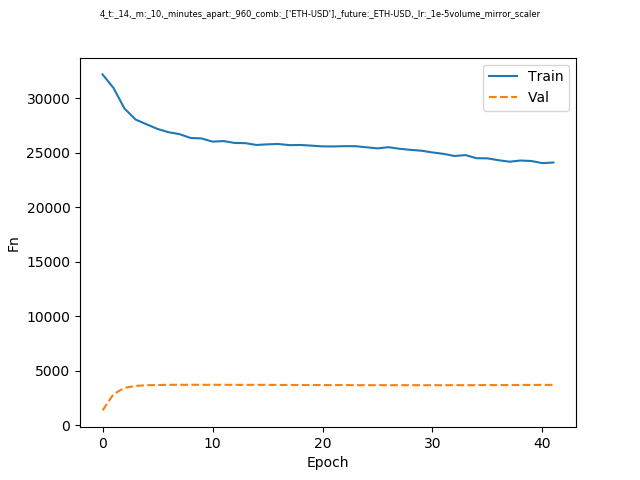 4_t:_14,_m:_10,_minutes_apart:_960_comb:_['ETH-USD'],_future:_ETH-USD,_lr:_1e-5volume_mirror_scaler
Train
Val
30000
25000
20000
15000
10000
5000
0
Fn
0 10 20 30 40
Epoch